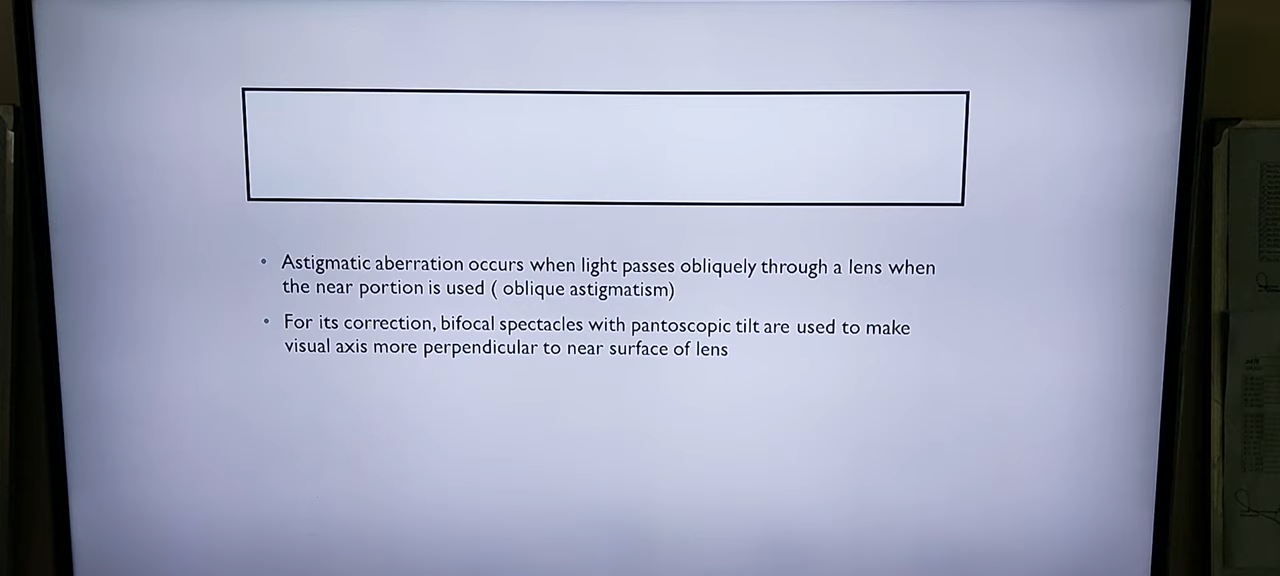 • Astigmatic aberration occurs when light passes obliquely through a lens when
the near portion is used ( oblique astigmatism)
• For its correction, bifocal spectacles with pantoscopic tilt are used to make
visual axis more perpendicular to near surface of lens